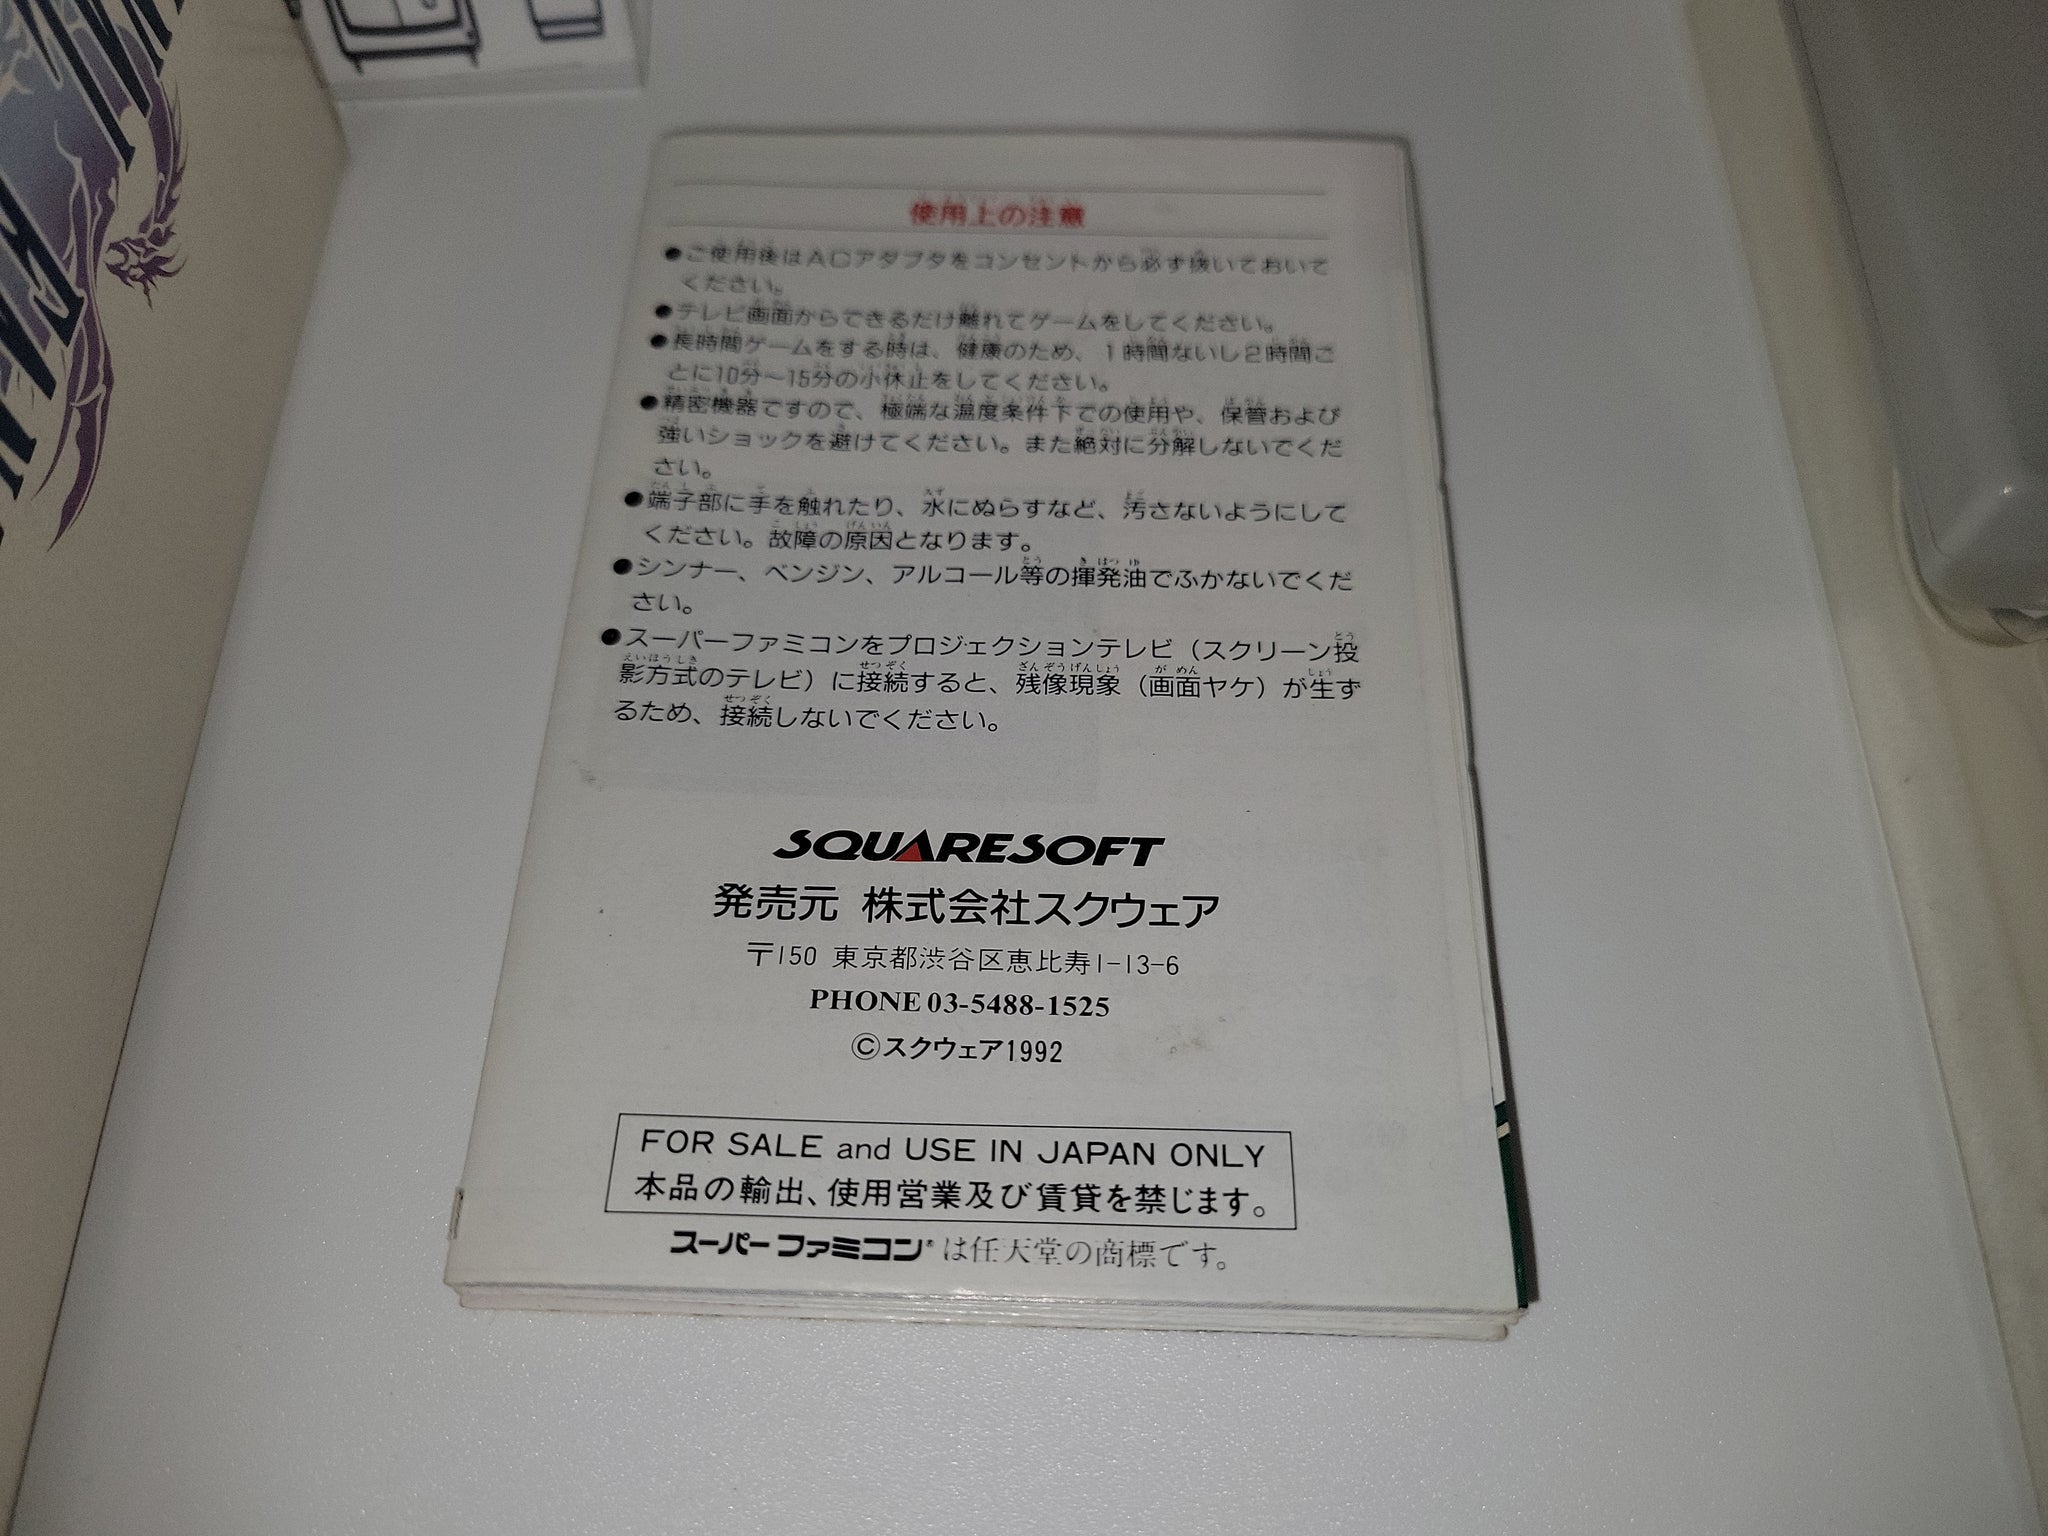 使用上の注意
●ご使用後はACアダプタをコンセントから必ず抜いておいて
ください。
●テレビ画面からできるだけ離れてゲームをしてください。
●長時間ゲームをする時は、健康のため、1時間ないし2時間ご
とに10分〜15分の小休止をしてください。
●精密機器ですので、極端な温度条件下での使用や、保管および
強いショックを避けてください。また絶対に分解しないでくだ
さい。
●端子部に手を触れたり、水にぬらすなど、汚さないようにして
ください。故障の原因となります。
●シンナー、ベンジン、アルコール等の揮発油でふかないでくだ
さい。
●スーパーファミコンをプロジェクションテレビ(スクリーン投
影方式のテレビ)に接続すると、残像現象(画面ヤケ)が生ず
るため、接続しないでください。
SQUARESOFT
発売元 株式会社スクウェア
〒150 東京都渋谷区恵比寿1-13-6
PHONE 03-5488-1525
©スクウェア1992
FOR SALE and USE IN JAPAN ONLY
本品の輸出、使用営業及び賃貸を禁じます。
スーパーファミコン®は任天堂の商標です。